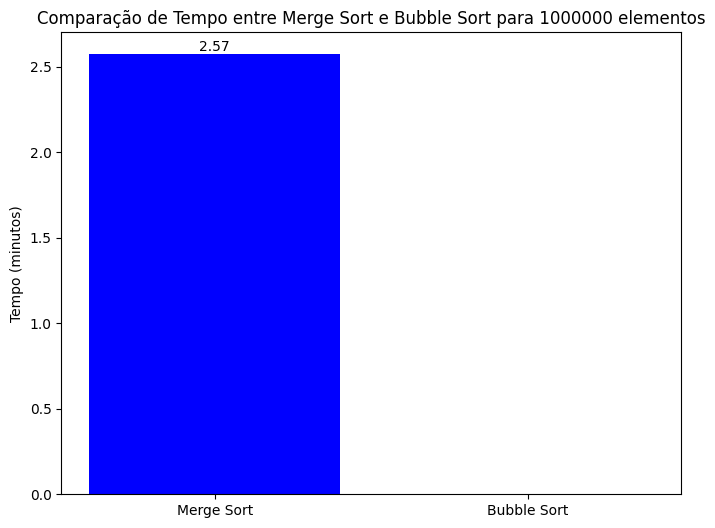 Comparação de Tempo entre Merge Sort e Bubble Sort para 1000000 elementos
2.57
2.5
2.0
1.5
1.0
0.5
0.0
Tempo (minutos)
Merge Sort
Bubble Sort